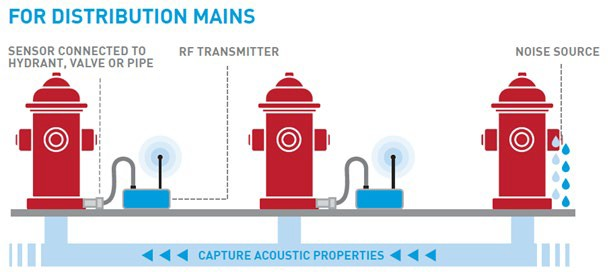 FOR DISTRIBUTION MAINS
SENSOR CONNECTED TO
HYDRANT, VALVE OR PIPE
RF TRANSMITTER
NOISE SOURCE
CAPTURE ACOUSTIC PROPERTIES